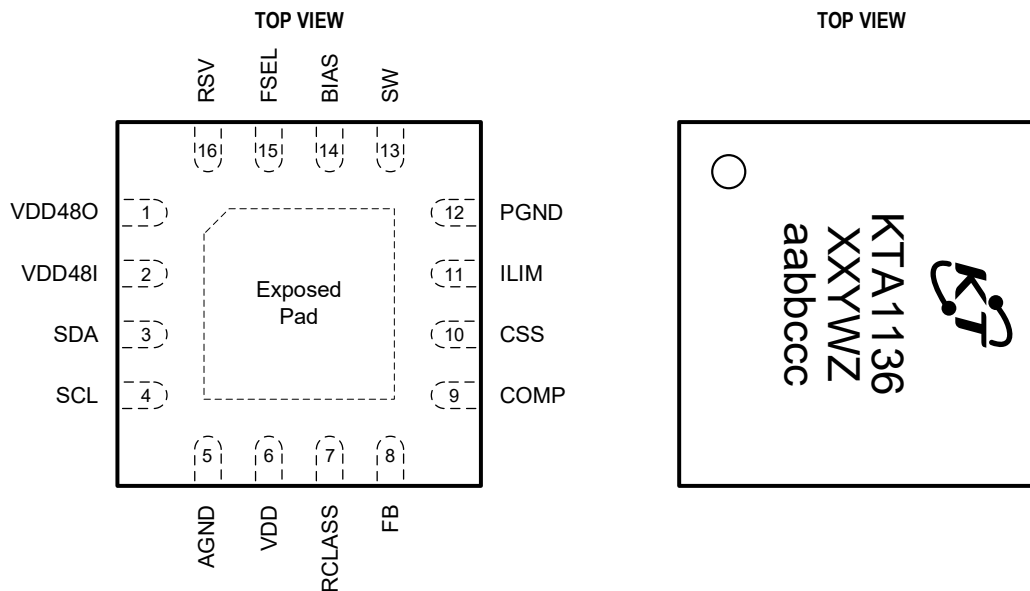 TOP VIEW
TOP VIEW
RSV
FSEL
BIAS
SW
16
15
14
13
VDD48O
1
12
PGND
VDD48I
2
11
ILIM
SDA
3
10
CSS
SCL
4
9
COMP
Exposed
Pad
5
6
7
8
AGND
VDD
RCLASS
FB
KTA1136
XXYWZ
aabbccc
KT